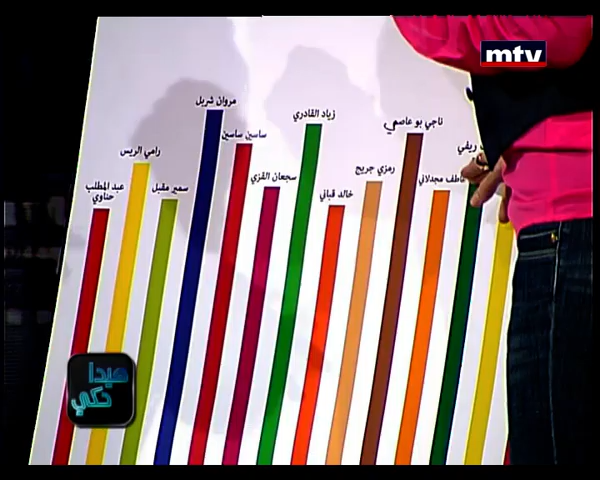 mtv
مروان شربل
زياد القادري
ناجي بو عاصي
ساسين ساسين
رامي الريس
ريفي
سجعان القزي
رمزي جريج
عاطف مجدلاني
عبد المطلب
حناوي
سمير مقبل
خالد قباني
هيدا
حكي